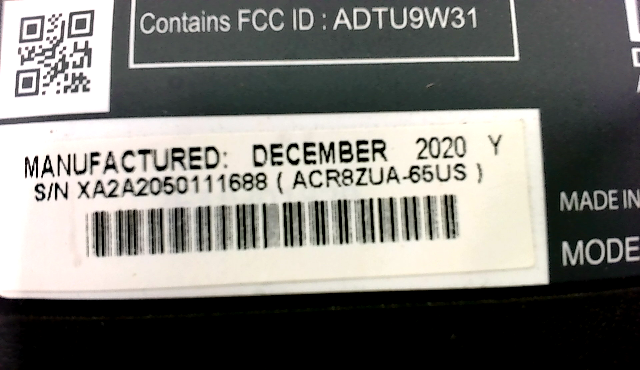 Contains FCC ID : ADTU9W31
MANUFACTURED: DECEMBER 2020 Y
S/N XA2A2050111688 ( ACR8ZUA-65US )
MADE IN
MODE